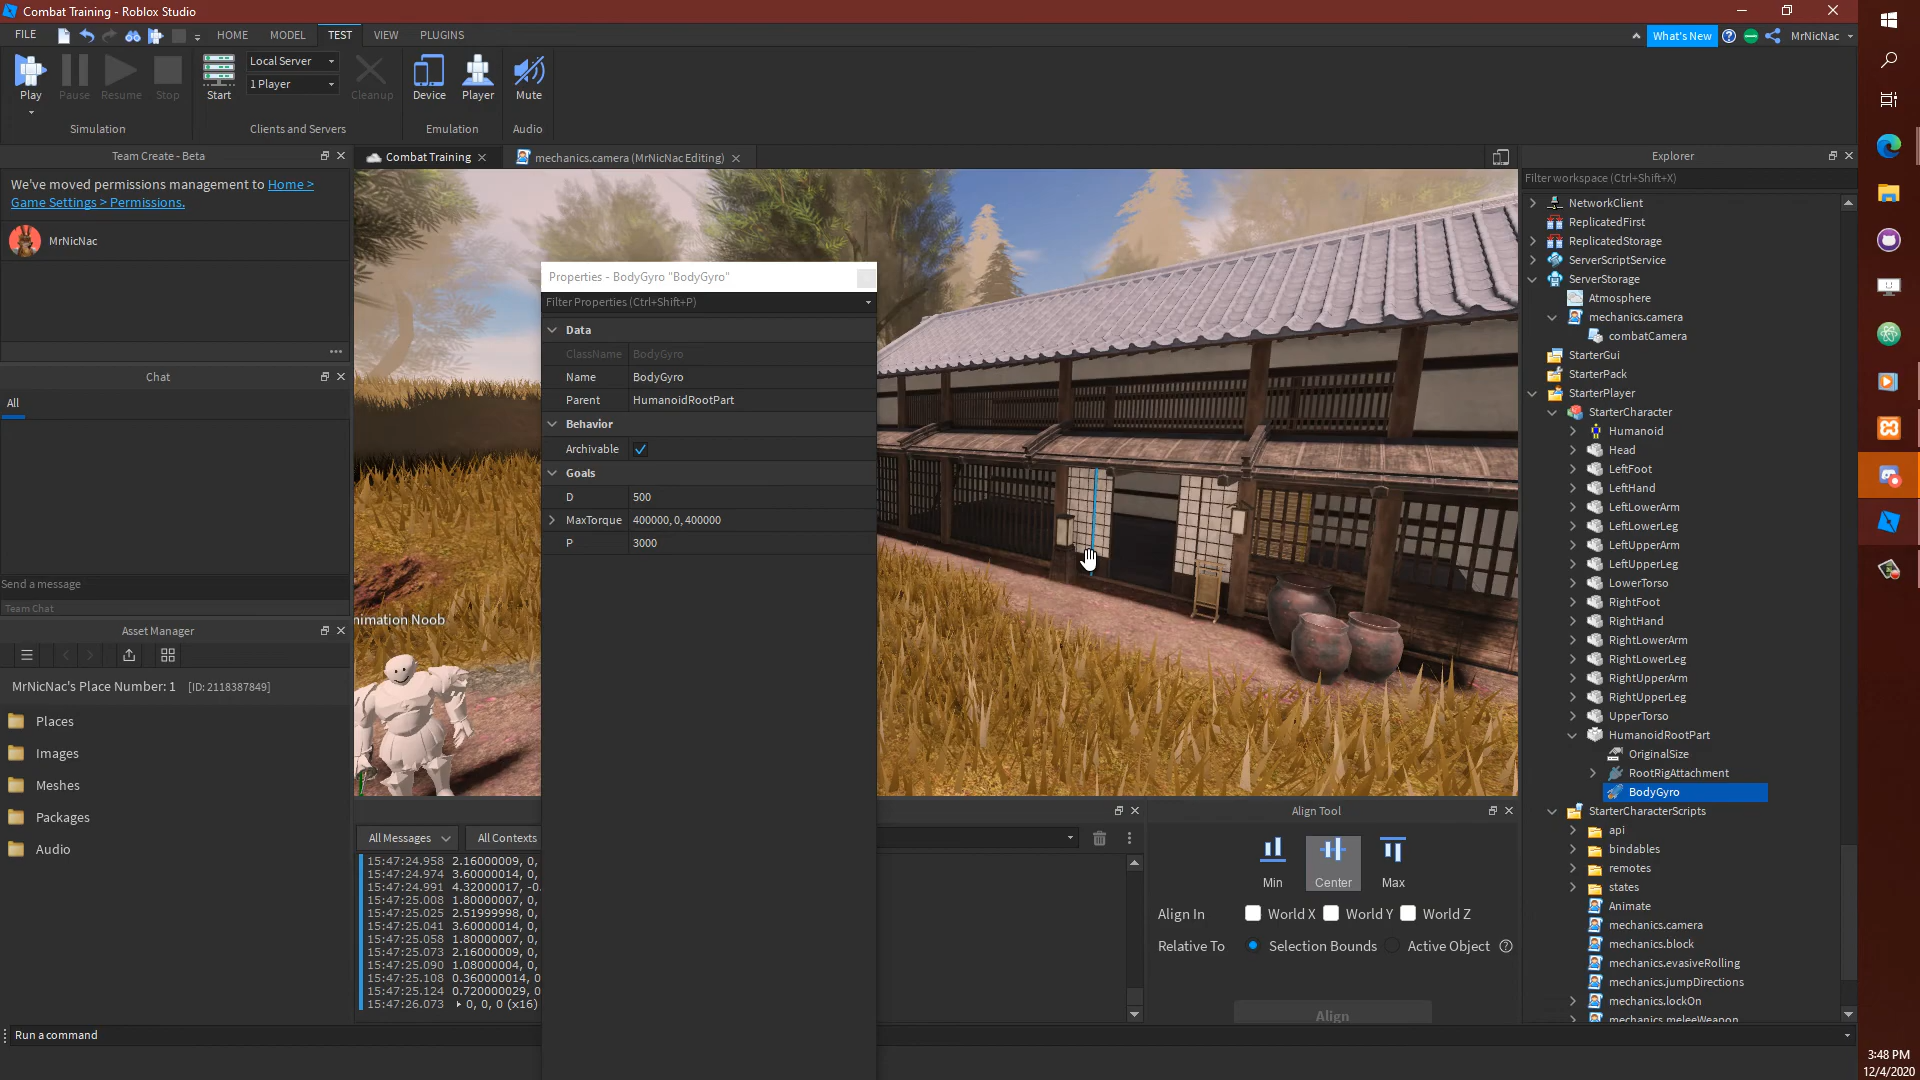 Combat Training - Roblox Studio
FILE
HOME
MODEL
TEST
VIEW
PLUGINS
What's New
MrNicNac
Play
Pause
Resume
Stop
Simulation
Start
Local Server
1 Player
Cleanup
Clients and Servers
Device
Player
Emulation
Mute
Audio
Team Create - Beta
We've moved permissions management to Home >
Game Settings > Permissions.
MrNicNac
Chat
All
Send a message
Team Chat
Asset Manager
MrNicNac's Place Number: 1 [ID: 2118387849]
Places
Images
Meshes
Packages
Audio
Combat Training
mechanics.camera (MrNicNac Editing)
nimation Noob
Properties - BodyGyro "BodyGyro"
Filter Properties (Ctrl+Shift+P)
Data
ClassName BodyGyro
Name BodyGyro
Parent HumanoidRootPart
Behavior
Archivable
Goals
D 500
MaxTorque 400000, 0, 400000
P 3000
All Messages
All Contexts
15:47:24.958 2.16000009, 0,
15:47:24.974 3.60000014, 0,
15:47:24.991 4.32000017, -0.
15:47:25.008 1.80000007, 0,
15:47:25.025 2.51999998, 0,
15:47:25.041 3.60000014, 0,
15:47:25.058 1.80000007, 0,
15:47:25.073 2.16000009, 0,
15:47:25.090 1.08000004, 0,
15:47:25.108 0.360000014, 0
15:47:25.124 0.720000029, 0
15:47:26.073 0, 0, 0 (x16)
Align Tool
Min
Center
Max
Align In World X World Y World Z
Relative To Selection Bounds Active Object
Align
Run a command
Explorer
Filter workspace (Ctrl+Shift+X)
NetworkClient
ReplicatedFirst
ReplicatedStorage
ServerScriptService
ServerStorage
Atmosphere
mechanics.camera
combatCamera
StarterGui
StarterPack
StarterPlayer
StarterCharacter
Humanoid
Head
LeftFoot
LeftHand
LeftLowerArm
LeftLowerLeg
LeftUpperArm
LeftUpperLeg
LowerTorso
RightFoot
RightHand
RightLowerArm
RightLowerLeg
RightUpperArm
RightUpperLeg
UpperTorso
HumanoidRootPart
OriginalSize
RootRigAttachment
BodyGyro
StarterCharacterScripts
api
bindables
remotes
states
Animate
mechanics.camera
mechanics.block
mechanics.evasiveRolling
mechanics.jumpDirections
mechanics.lockOn
mechanics.meleeWeapon
3:48 PM
12/4/2020